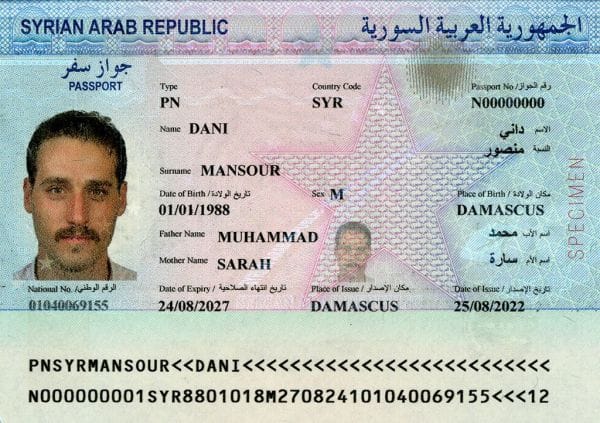 SYRIAN ARAB REPUBLIC الجمهورية العربية السورية
جواز سفر
PASSPORT
Type Country Code Passport No / رقم الجواز
PN SYR N00000000
Name DANI داني الاسم
منصور النسبة
Surname MANSOUR
Date of Birth / تاريخ الولادة Sex M Place of Birth / مكان الولادة
01/01/1988 DAMASCUS
Father Name MUHAMMAD محمد اسم الأب
Mother Name SARAH سارة اسم الأم
National No. / الرقم الوطني Date of Expiry / تاريخ انتهاء الصلاحية Place of Issue / مكان الإصدار Date of Issue / تاريخ الإصدار
01040069155 24/08/2027 DAMASCUS 25/08/2022
SPECIMEN
PNSYRMANSOUR<<DANI<<<<<<<<<<<<<<<<<<<<<<<<<<
N000000001SYR8801018M270824101040069155<<<12